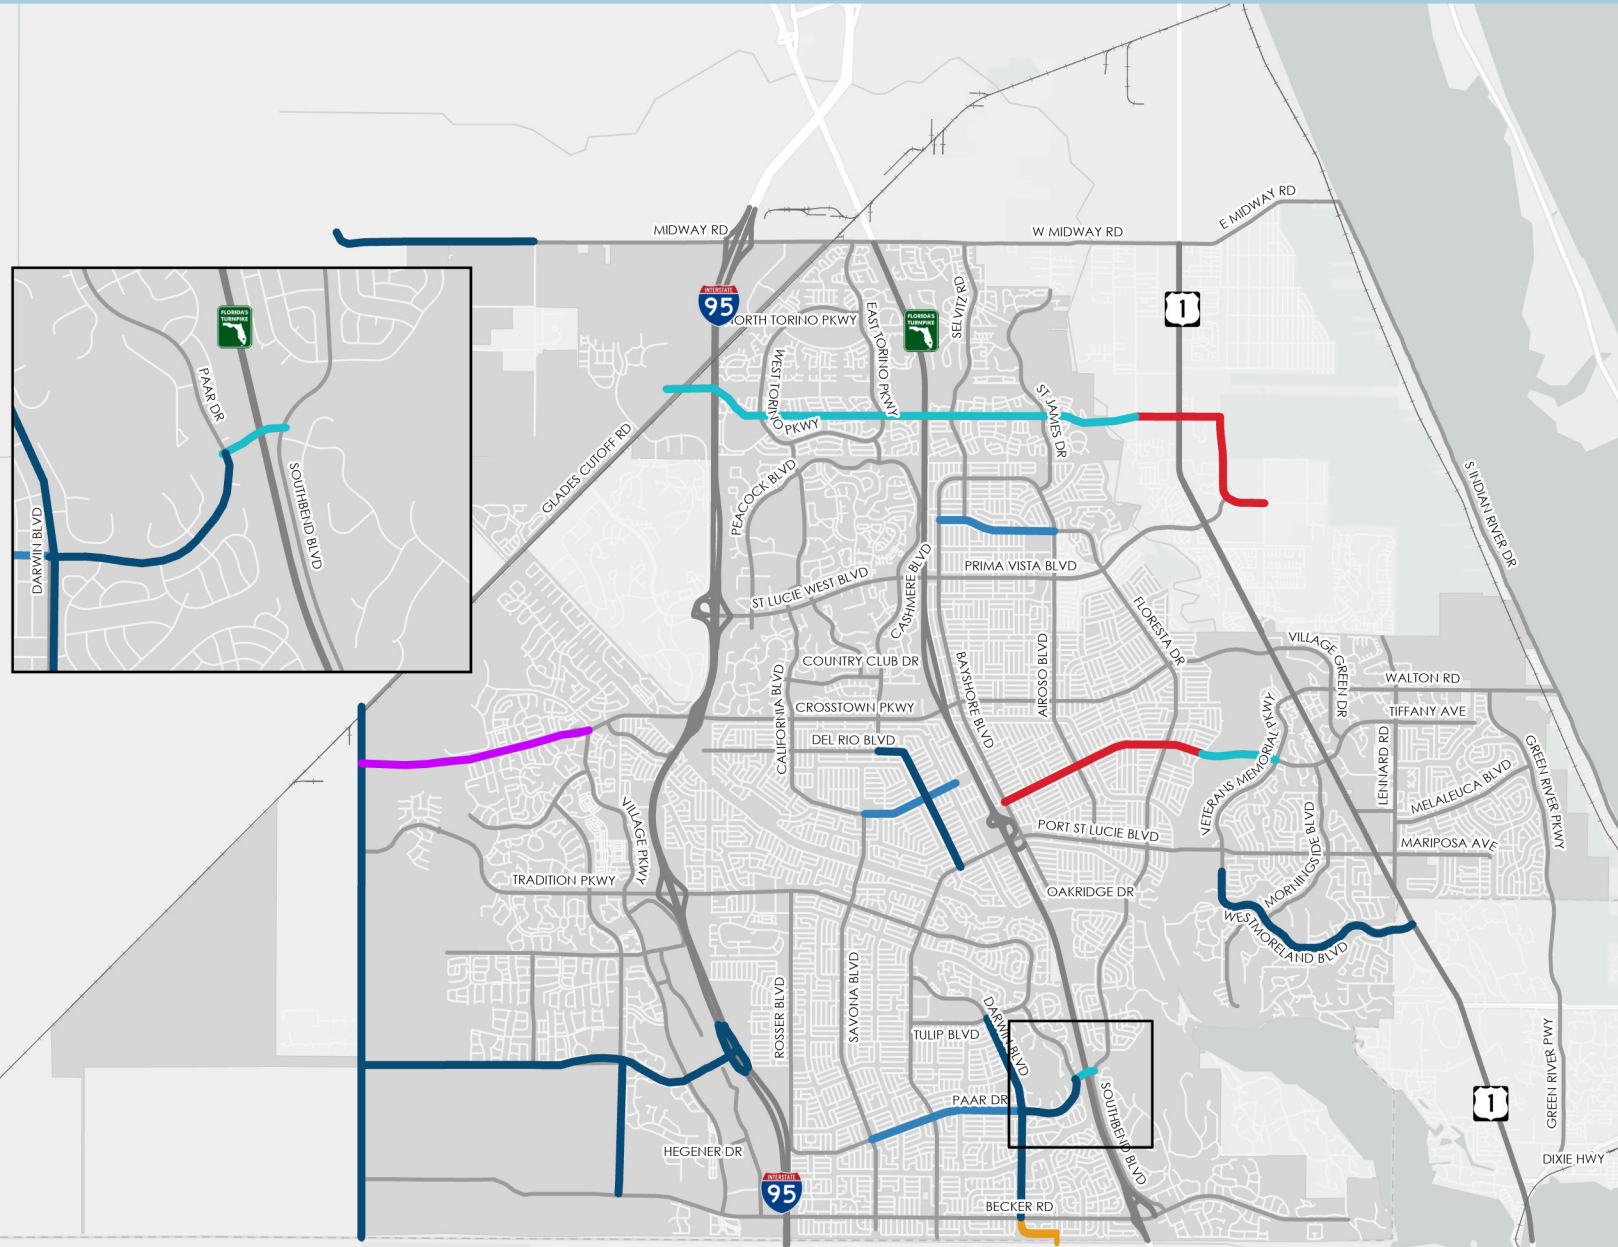 E MIDWAY RD
MIDWAY RD
W MIDWAY RD
INTERSTATE
95
1
FLORIDA'S
TURNPIKE
NORTH TORINO PKWY
EAST TORINO PKWY
SELVITZ RD
FLORIDA'S
TURNPIKE
WEST TORINO
PKWY
ST JAMES DR
PAAR DR
GLADES CUTOFF RD
PEACOCK BLVD
SOUTHBEND BLVD
DARWIN BLVD
S INDIAN RIVER DR
PRIMA VISTA BLVD
ST LUCIE WEST BLVD
CASHMERE BLVD
FLORESTA DR
VILLAGE GREEN DR
COUNTRY CLUB DR
AIROSO BLVD
BAYSHORE BLVD
CALIFORNIA BLVD
WALTON RD
CROSSTOWN PKWY
TIFFANY AVE
DEL RIO BLVD
VETERANS MEMORIAL PKWY
LENNARD RD
MELALEUCA BLVD
GREEN RIVER PKWY
VILLAGE PKWY
PORT ST LUCIE BLVD
MORNINGSIDE BLVD
MARIPOSA AVE
TRADITION PKWY
OAKRIDGE DR
WESTMORELAND BLVD
ROSSER BLVD
SAVONA BLVD
DARWIN BLVD
TULIP BLVD
PAAR DR
SOUTHBEND BLVD
1
GREEN RIVER PWY
HEGENER DR
DIXIE HWY
INTERSTATE
95
BECKER RD